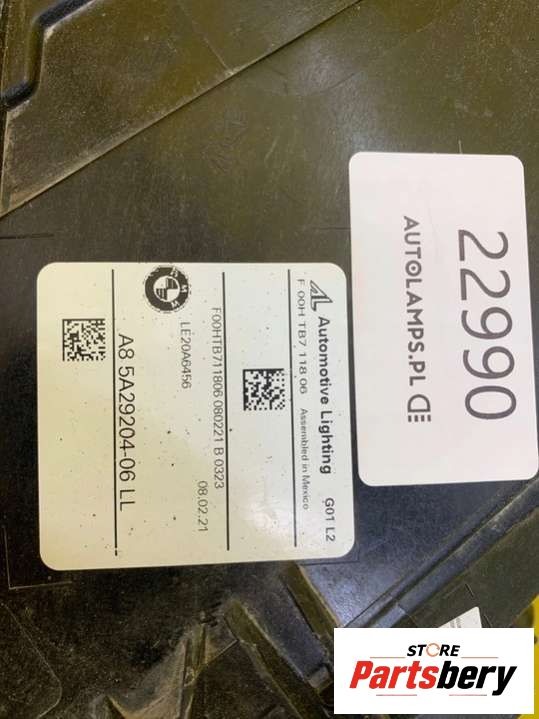 Automotive Lighting G01 L2
F 00H TB7 118 06 Assembled in Mexico
F00HTB711806 080221 B 0323
08.02.21
LE20A6456
A8 5A29204-06 LL
22990
AUTOLAMPS.PL
STORE
Partsbery